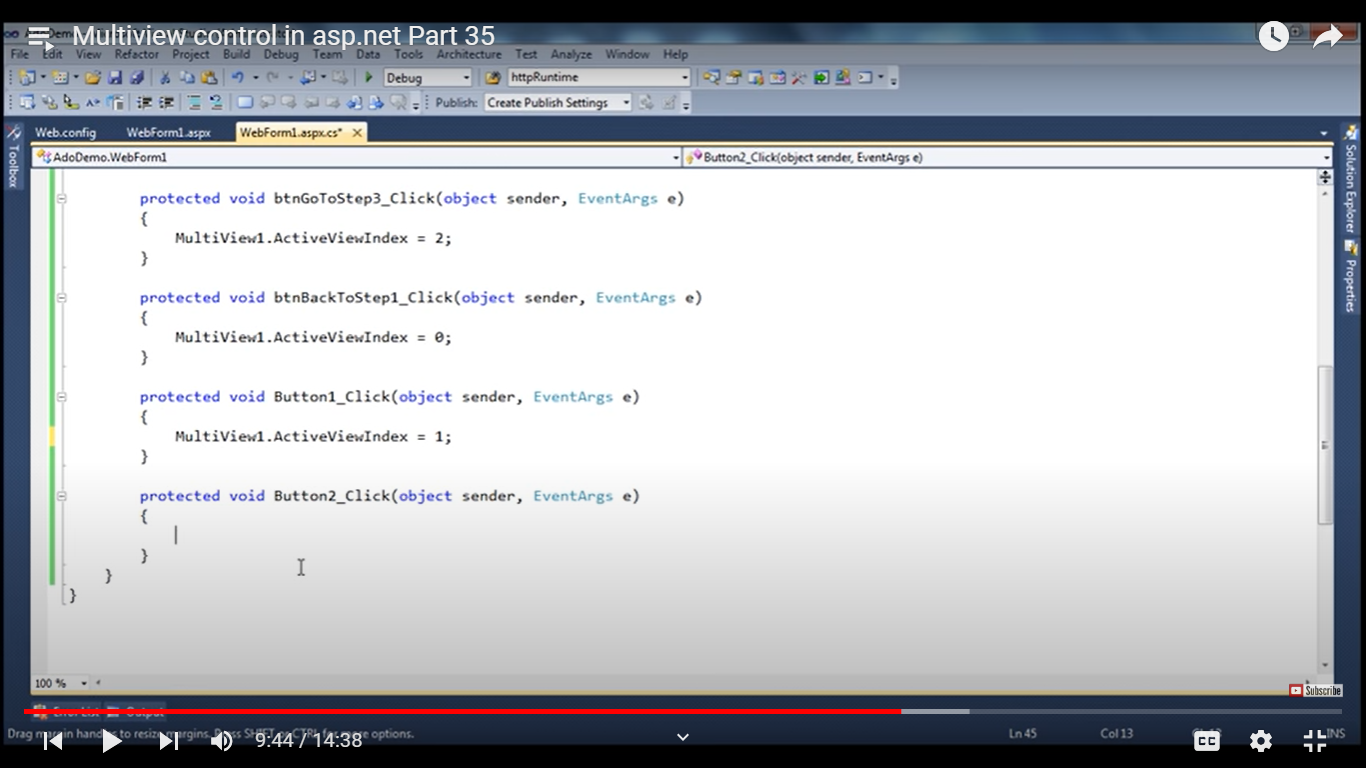 Multiview control in asp.net Part 35
File Edit View Refactor Project Build Debug Team Data Tools Architecture Test Analyze Window Help
Debug httpRuntime
Publish: Create Publish Settings
Web.config WebForm1.aspx WebForm1.aspx.cs*
Toolbox
AdoDemo.WebForm1 Button2_Click(object sender, EventArgs e)
Solution Explorer
Properties
protected void btnGoToStep3_Click(object sender, EventArgs e)
{
MultiView1.ActiveViewIndex = 2;
}
protected void btnBackToStep1_Click(object sender, EventArgs e)
{
MultiView1.ActiveViewIndex = 0;
}
protected void Button1_Click(object sender, EventArgs e)
{
MultiView1.ActiveViewIndex = 1;
}
protected void Button2_Click(object sender, EventArgs e)
{
}
}
}
100 %
Subscribe
Error List Output
Drag margin handles to resize margins. Press SHIFT or CTRL for more options. Ln 45 Col 13 INS
9:44 / 14:38 CC